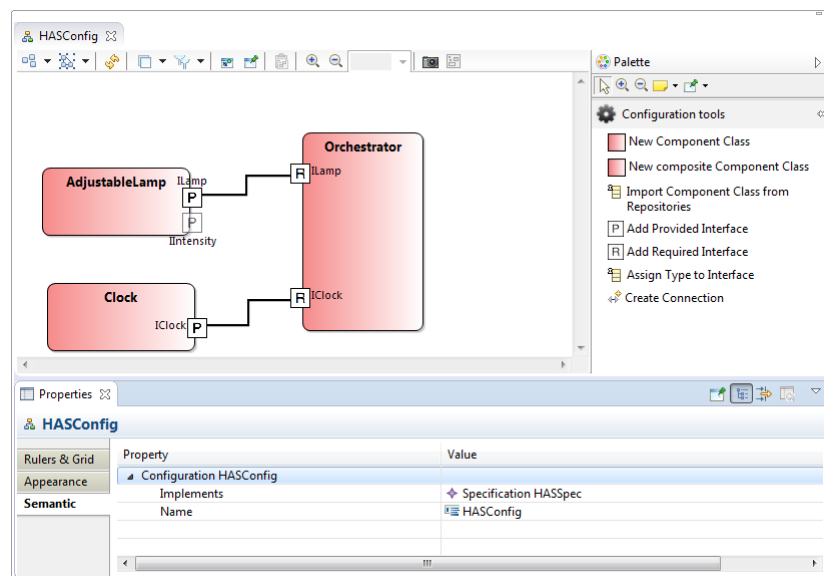 HASConfig
Palette
Configuration tools
New Component Class
New composite Component Class
Import Component Class from
Repositories
P Add Provided Interface
R Add Required Interface
Assign Type to Interface
Create Connection
Orchestrator
AdjustableLamp
ILamp
P
R
ILamp
P
IIntensity
Clock
IClock
P
R
IClock
Properties
HASConfig
Rulers & Grid
Appearance
Semantic
Property Value
Configuration HASConfig
Implements Specification HASSpec
Name HASConfig